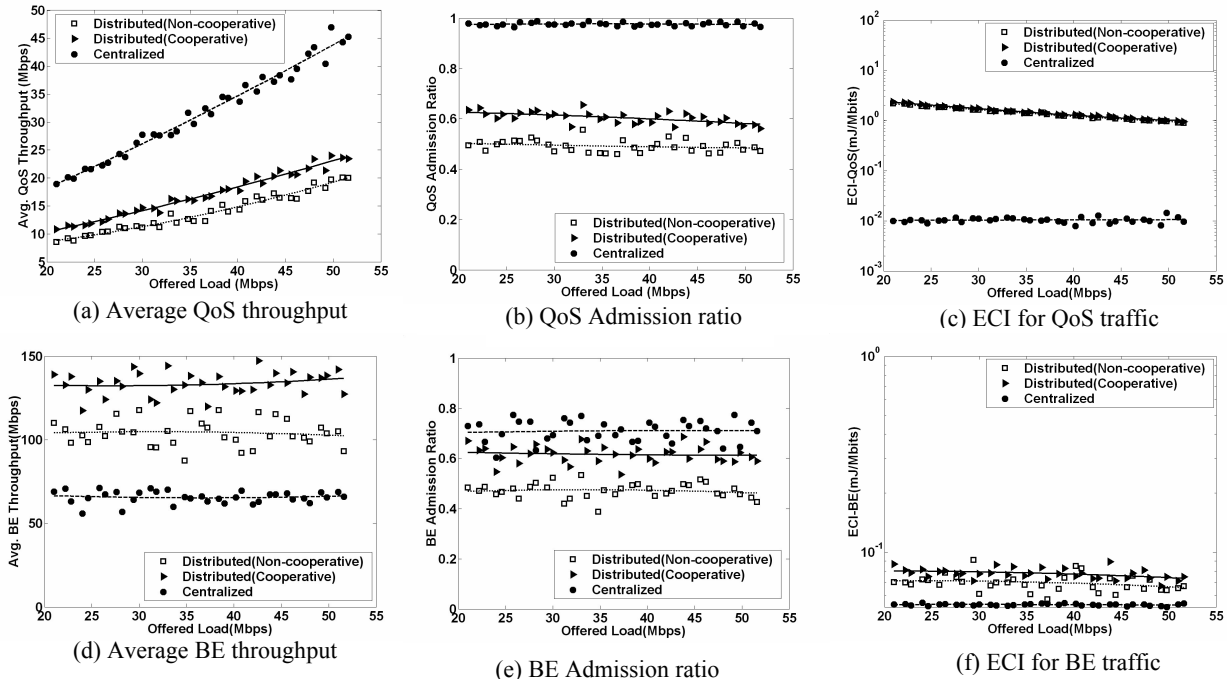 50
45
40
35
30
25
20
15
10
5
Avg. QoS Throughput (Mbps)
Distributed(Non-cooperative)
Distributed(Cooperative)
Centralized
20 25 30 35 40 45 50 55
Offered Load (Mbps)
(a) Average QoS throughput
1
0.8
0.6
0.4
0.2
0
QoS Admission Ratio
Distributed(Non-cooperative)
Distributed(Cooperative)
Centralized
20 25 30 35 40 45 50 55
Offered Load (Mbps)
(b) QoS Admission ratio
10^2
10^1
10^0
10^-1
10^-2
10^-3
ECI-QoS(mJ/Mbits)
Distributed(Non-cooperative)
Distributed(Cooperative)
Centralized
20 25 30 35 40 45 50 55
Offered Load(Mbps)
(c) ECI for QoS traffic
150
100
50
0
Avg. BE Throughput(Mbps)
Distributed(Non-cooperative)
Distributed(Cooperative)
Centralized
20 25 30 35 40 45 50 55
Offered Load(Mbps)
(d) Average BE throughput
1
0.8
0.6
0.4
0.2
0
BE Admission Ratio
Distributed(Non-cooperative)
Distributed(Cooperative)
Centralized
20 25 30 35 40 45 50 55
Offered Load(Mbps)
(e) BE Admission ratio
10^0
10^-1
ECI-BE(mJ/Mbits)
Distributed(Non-cooperative)
Distributed(Cooperative)
Centralized
20 25 30 35 40 45 50 55
Offered Load(Mbps)
(f) ECI for BE traffic